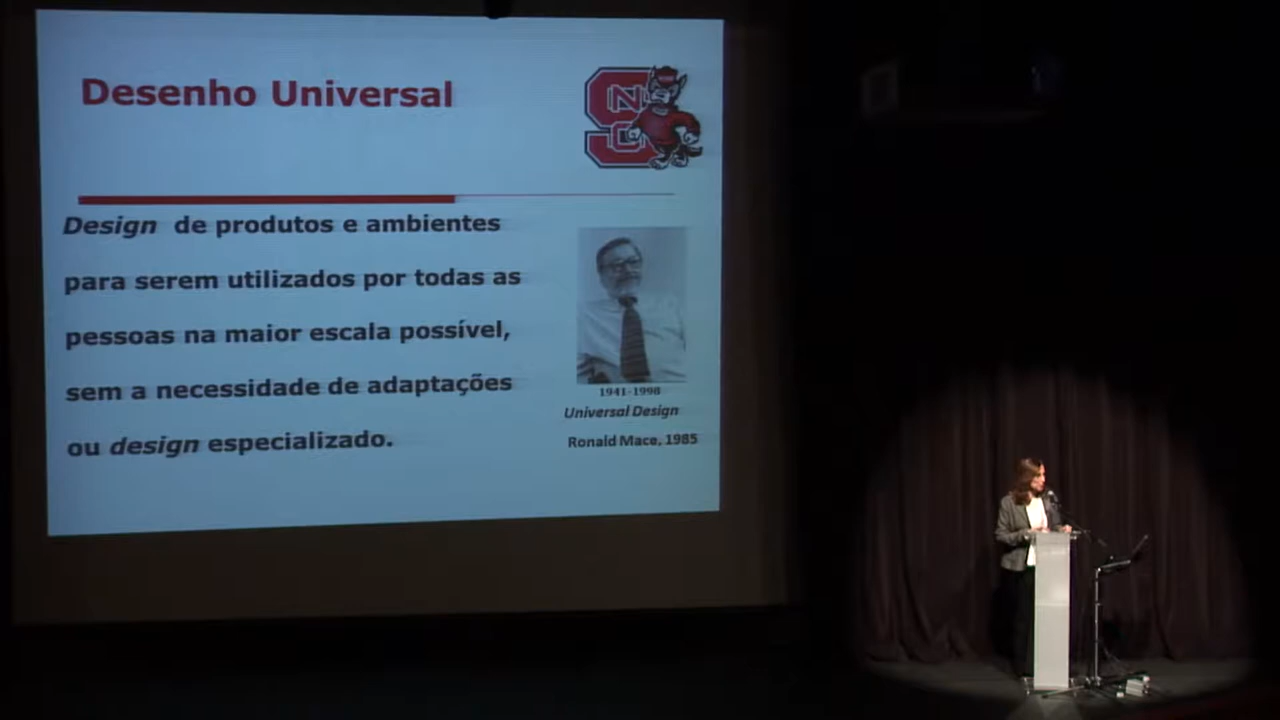 Desenho Universal
NC
S
Design de produtos e ambientes
para serem utilizados por todas as
pessoas na maior escala possível,
sem a necessidade de adaptações
ou design especializado.
1941-1998
Universal Design
Ronald Mace, 1985